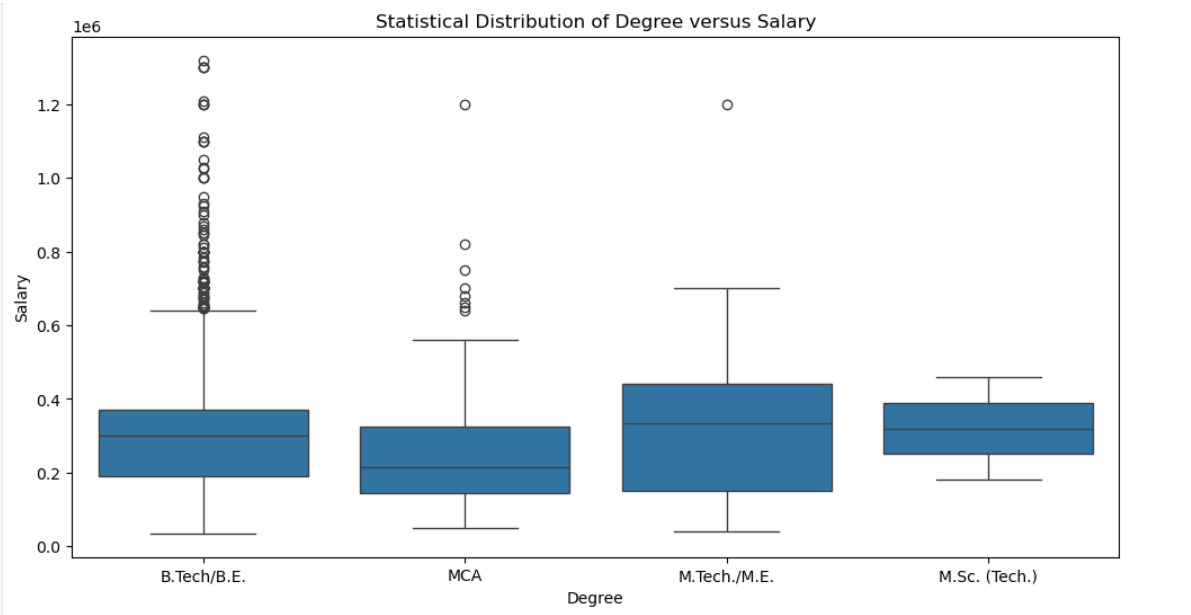 Statistical Distribution of Degree versus Salary
1e6
1.2
1.0
0.8
0.6
0.4
0.2
0.0
Salary
B.Tech/B.E.
MCA
M.Tech./M.E.
M.Sc. (Tech.)
Degree